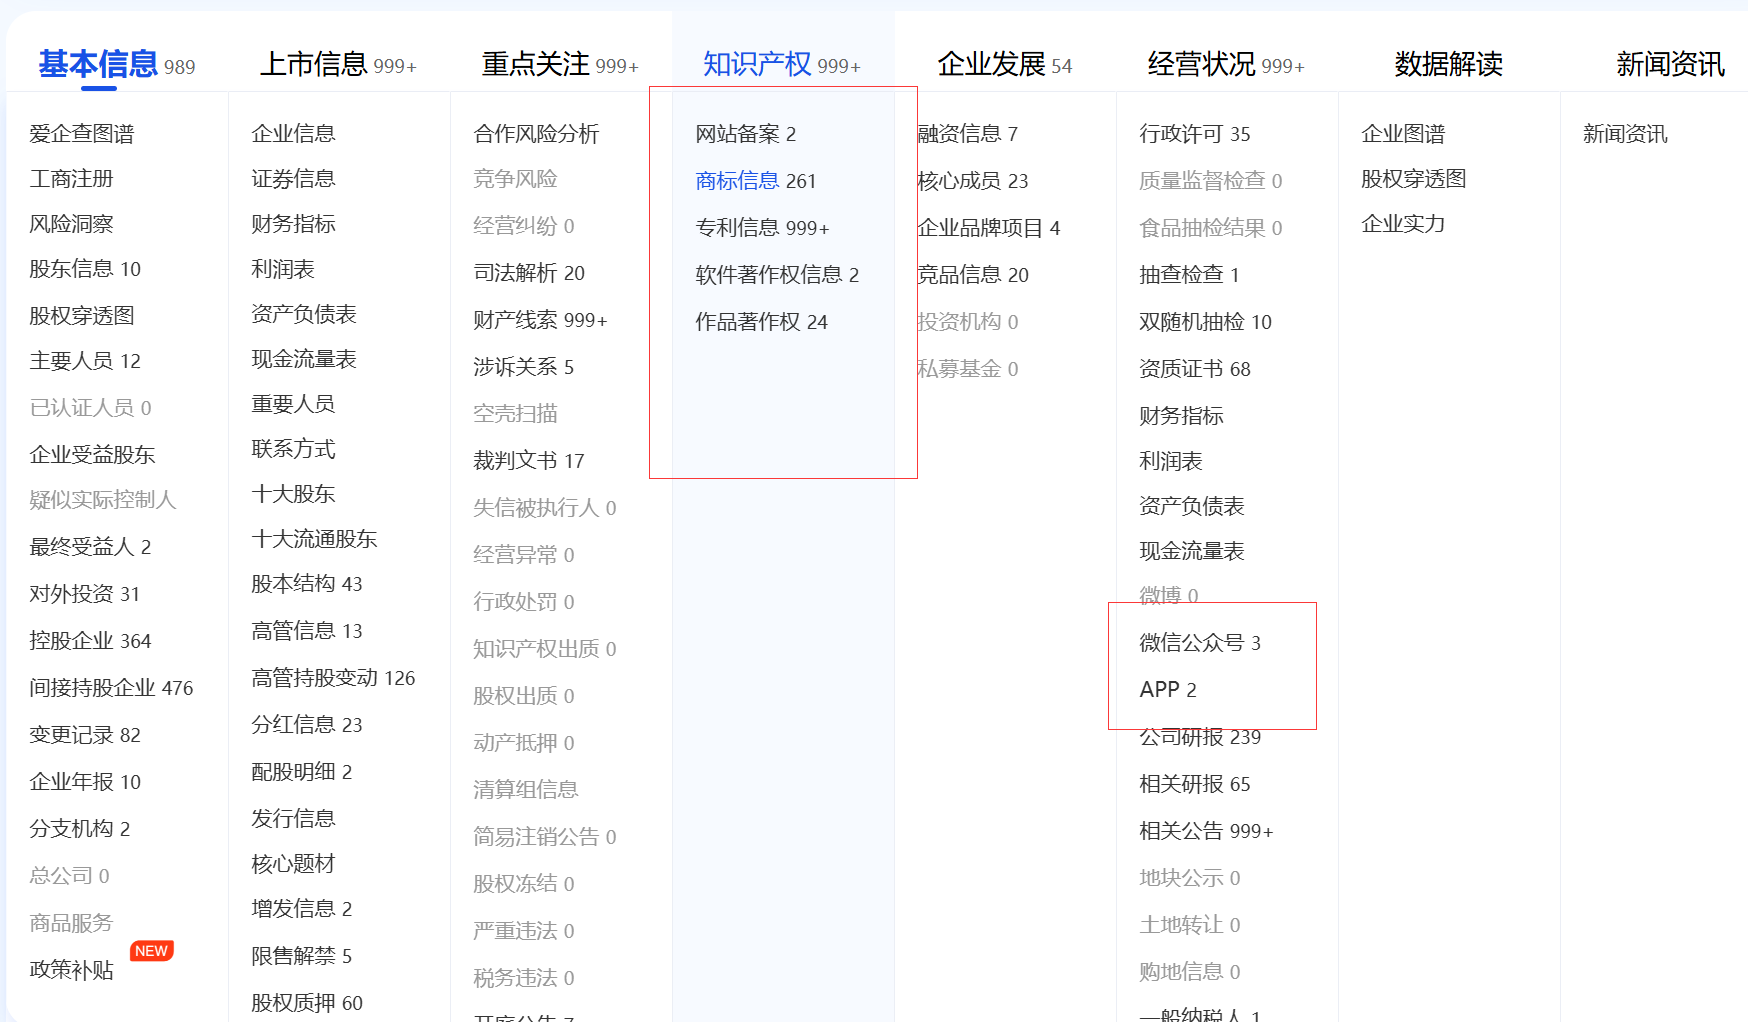 基本信息 989
上市信息 999+
重点关注 999+
知识产权 999+
企业发展 54
经营状况 999+
数据解读
新闻资讯
爱企查图谱
工商注册
风险洞察
股东信息 10
股权穿透图
主要人员 12
已认证人员 0
企业受益股东
疑似实际控制人
最终受益人 2
对外投资 31
控股企业 364
间接持股企业 476
变更记录 82
企业年报 10
分支机构 2
总公司 0
商品服务
NEW
政策补贴
企业信息
证券信息
财务指标
利润表
资产负债表
现金流量表
重要人员
联系方式
十大股东
十大流通股东
股本结构 43
高管信息 13
高管持股变动 126
分红信息 23
配股明细 2
发行信息
核心题材
增发信息 2
限售解禁 5
股权质押 60
合作风险分析
竞争风险
经营纠纷 0
司法解析 20
财产线索 999+
涉诉关系 5
空壳扫描
裁判文书 17
失信被执行人 0
经营异常 0
行政处罚 0
知识产权出质 0
股权出质 0
动产抵押 0
清算组信息
简易注销公告 0
股权冻结 0
严重违法 0
税务违法 0
开庭公告 7
网站备案 2
商标信息 261
专利信息 999+
软件著作权信息 2
作品著作权 24
融资信息 7
核心成员 23
企业品牌项目 4
竞品信息 20
投资机构 0
私募基金 0
行政许可 35
质量监督检查 0
食品抽检结果 0
抽查检查 1
双随机抽检 10
资质证书 68
财务指标
利润表
资产负债表
现金流量表
微博 0
微信公众号 3
APP 2
公司研报 239
相关研报 65
相关公告 999+
地块公示 0
土地转让 0
购地信息 0
一般纳税人 1
企业图谱
股权穿透图
企业实力
新闻资讯